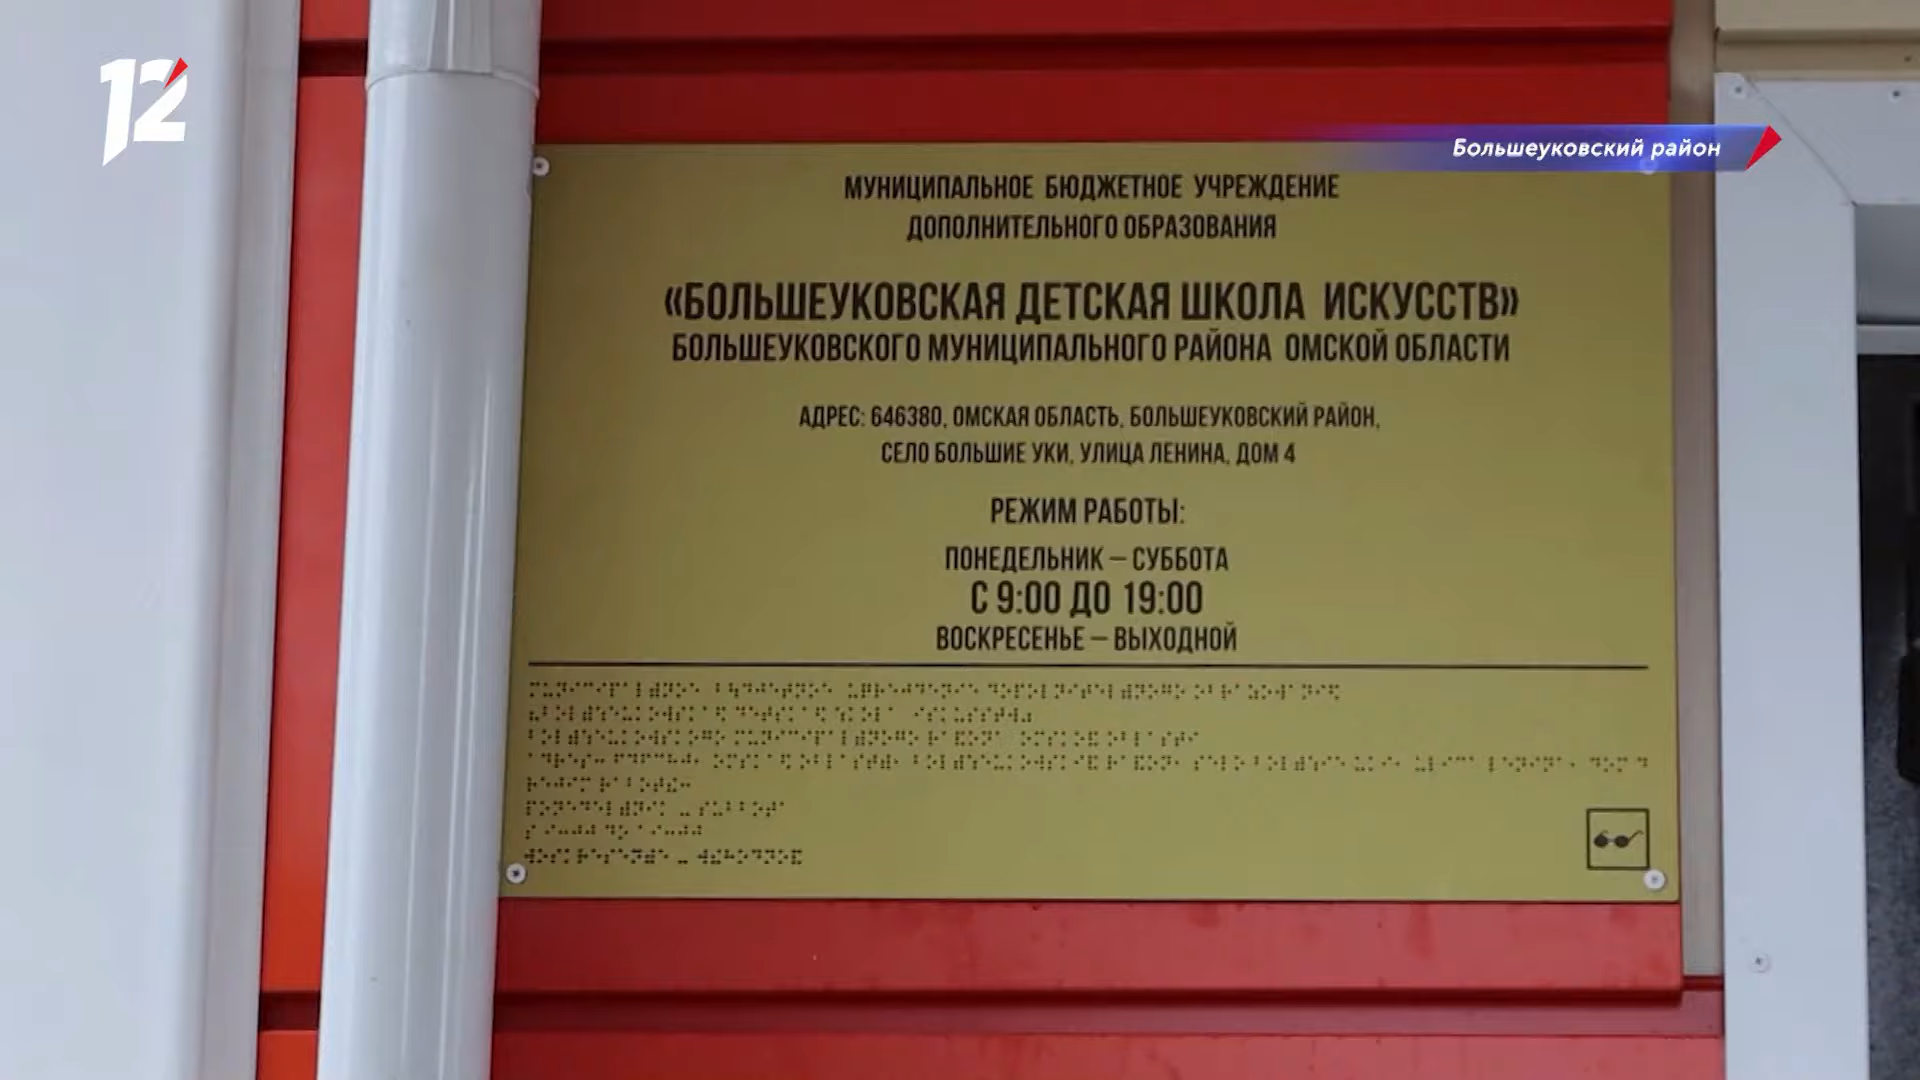 12
Большеуковский район
МУНИЦИПАЛЬНОЕ БЮДЖЕТНОЕ УЧРЕЖДЕНИЕ
ДОПОЛНИТЕЛЬНОГО ОБРАЗОВАНИЯ
«БОЛЬШЕУКОВСКАЯ ДЕТСКАЯ ШКОЛА ИСКУССТВ»
БОЛЬШЕУКОВСКОГО МУНИЦИПАЛЬНОГО РАЙОНА ОМСКОЙ ОБЛАСТИ
АДРЕС: 646380, ОМСКАЯ ОБЛАСТЬ, БОЛЬШЕУКОВСКИЙ РАЙОН,
СЕЛО БОЛЬШИЕ УКИ, УЛИЦА ЛЕНИНА, ДОМ 4
РЕЖИМ РАБОТЫ:
ПОНЕДЕЛЬНИК – СУББОТА
С 9:00 ДО 19:00
ВОСКРЕСЕНЬЕ – ВЫХОДНОЙ